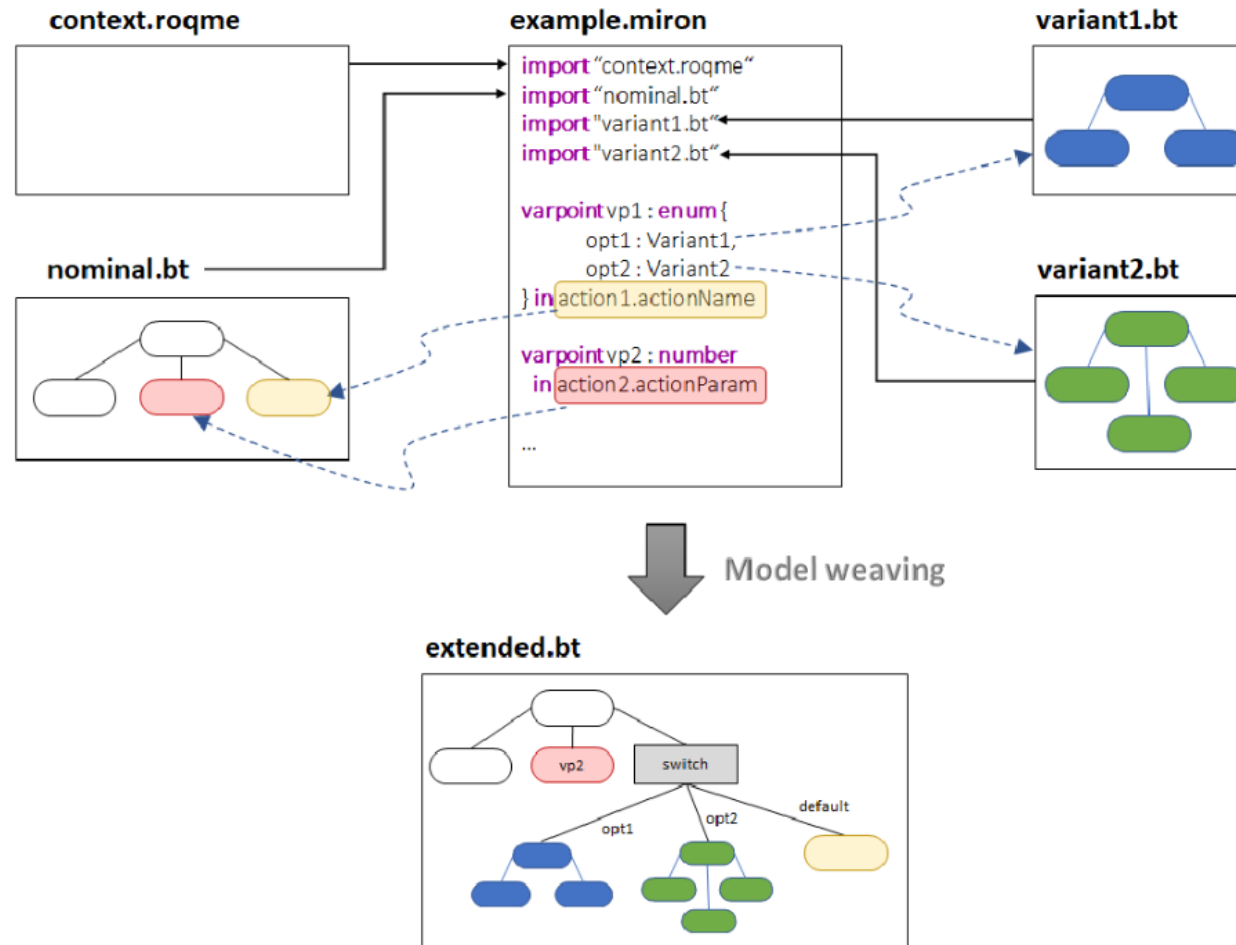 context.roqme
example.miron
variant1.bt
import “context.roqme“
import “nominal.bt“
import "variant1.bt“
import "variant2.bt“
varpoint vp1 : enum {
opt1 : Variant1,
opt2 : Variant2
} in action1.actionName
varpoint vp2 : number
in action2.actionParam
...
nominal.bt
variant2.bt
Model weaving
extended.bt
vp2
switch
opt1
opt2
default